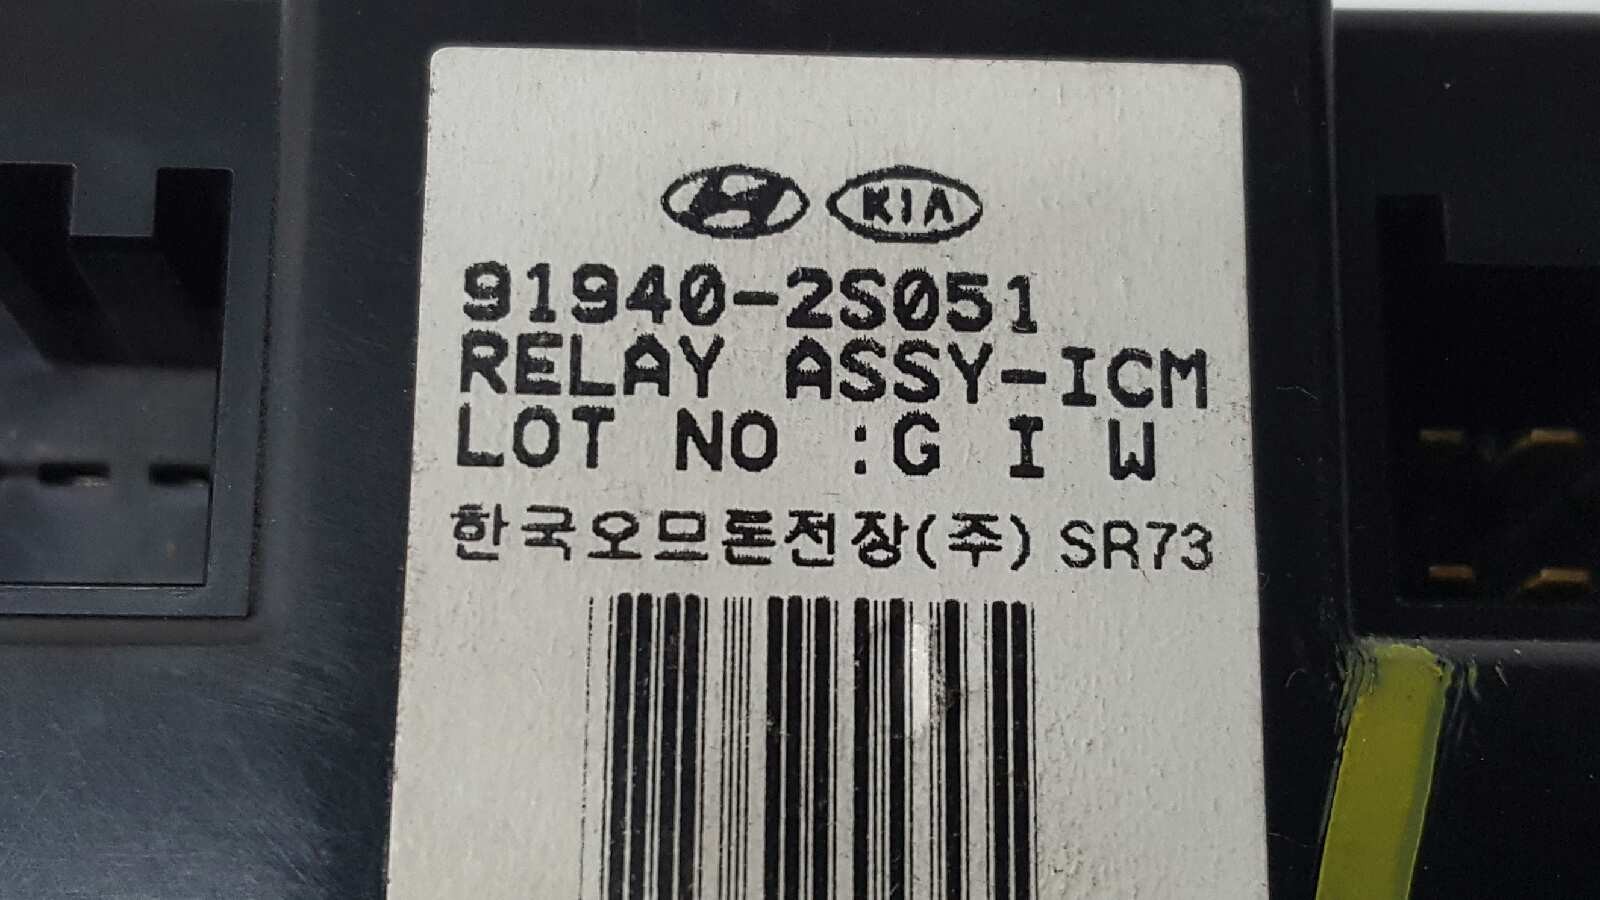 KIA
91940-2S051
RELAY ASSY-ICM
LOT NO :G I W
한국오므론전장(주) SR73